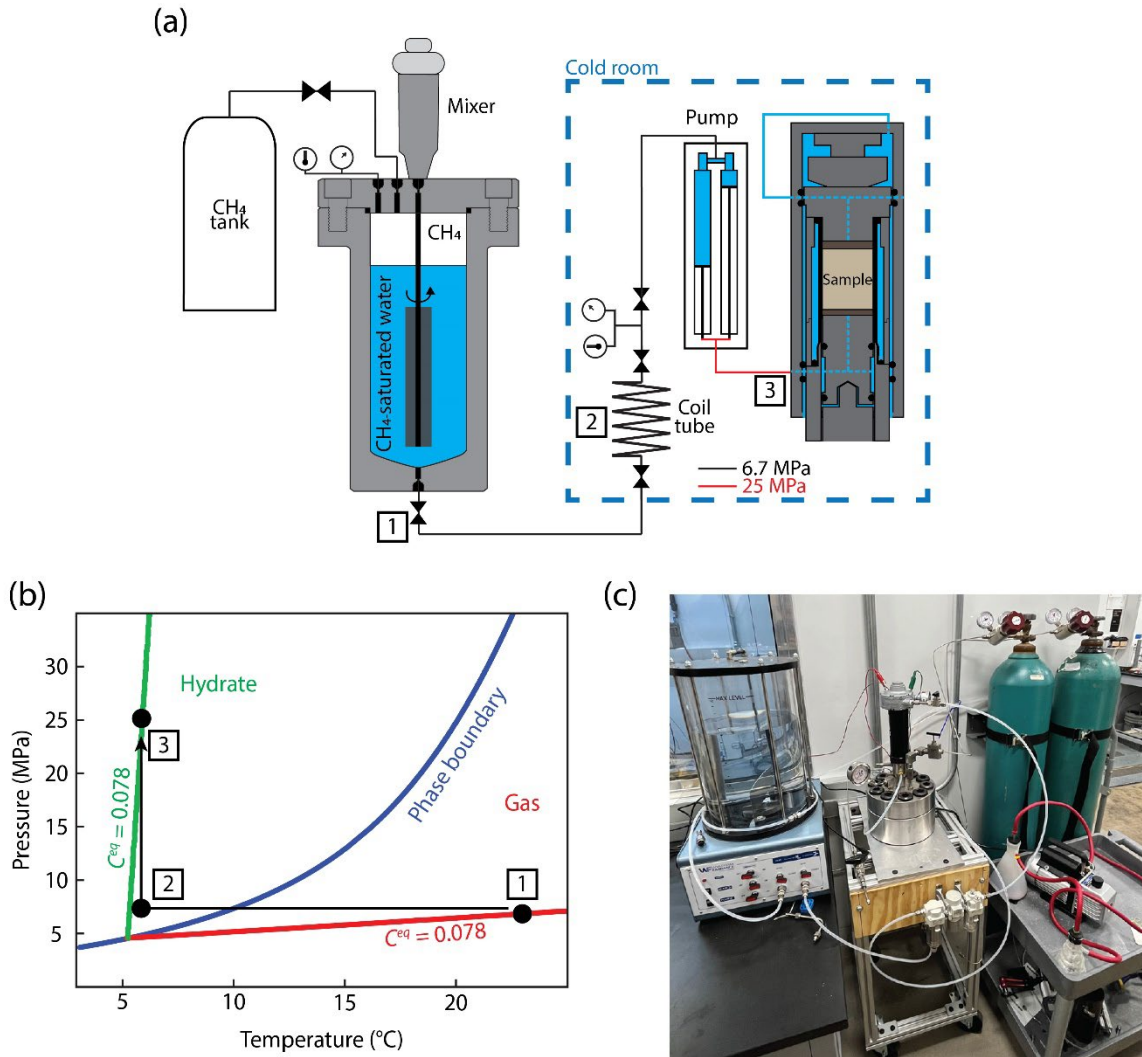 (a)
Cold room
Mixer
Pump
CH₄
tank
CH₄
CH₄-saturated water
Sample
1
2
Coil
tube
3
6.7 MPa
25 MPa
(b)
(c)
Pressure (MPa)
30
25
20
15
10
5
5
10
15
20
Temperature (°C)
Hydrate
Phase boundary
Gas
C^eq = 0.078
C^eq = 0.078
3
2
1
MAX LEVEL